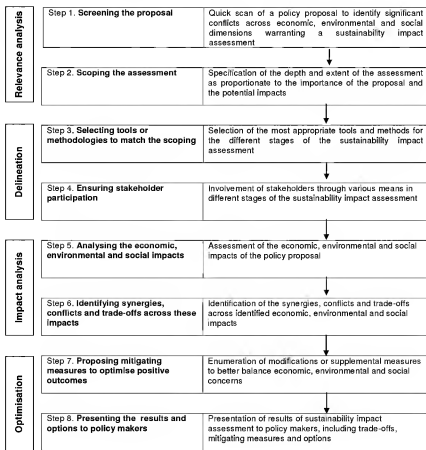 Relevance analysis
Step 1. Screening the proposal
Quick scan of a policy proposal to identify significant
conflicts across economic, environmental and social
dimensions warranting a sustainability impact
assessment
Step 2. Scoping the assessment
Specification of the depth and extent of the assessment
as proportionate to the importance of the proposal and
the potential impacts
Delineation
Step 3. Selecting tools or
methodologies to match the scoping
Selection of the most appropriate tools and methods for
the different stages of the sustainability impact
assessment
Step 4. Ensuring stakeholder
participation
Involvement of stakeholders through various means in
different stages of the sustainability impact assessment
Impact analysis
Step 5. Analysing the economic,
environmental and social impacts
Assessment of the economic, environmental and social
impacts of the policy proposal
Step 6. Identifying synergies,
conflicts and trade-offs across these
impacts
Identification of the synergies, conflicts and trade-offs
across identified economic, environmental and social
impacts
Optimisation
Step 7. Proposing mitigating
measures to optimise positive
outcomes
Enumeration of modifications or supplemental measures
to better balance economic, environmental and social
concerns
Step 8. Presenting the results and
options to policy makers
Presentation of results of sustainability impact
assessment to policy makers, including trade-offs,
mitigating measures and options